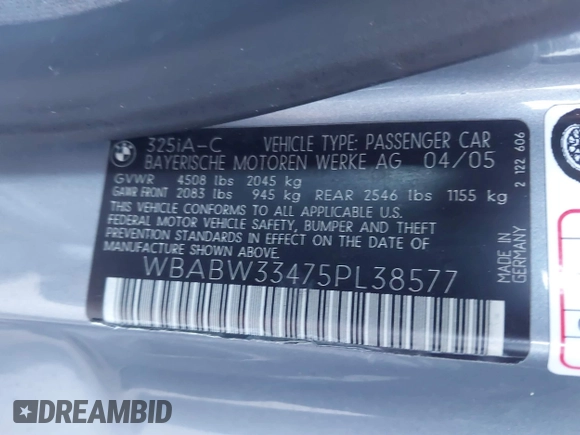 325iA-C VEHICLE TYPE: PASSENGER CAR
BAYERISCHE MOTOREN WERKE AG 04/05
GVWR 4508 lbs 2045 kg
GAWR FRONT 2083 lbs 945 kg REAR 2546 lbs 1155 kg
THIS VEHICLE CONFORMS TO ALL APPLICABLE U.S.
FEDERAL MOTOR VEHICLE SAFETY, BUMPER AND THEFT
PREVENTION STANDARDS IN EFFECT ON THE DATE OF
MANUFACTURE SHOWN ABOVE.
WBABW33475PL38577
MADE IN
GERMANY
2 122 606
DREAMBID